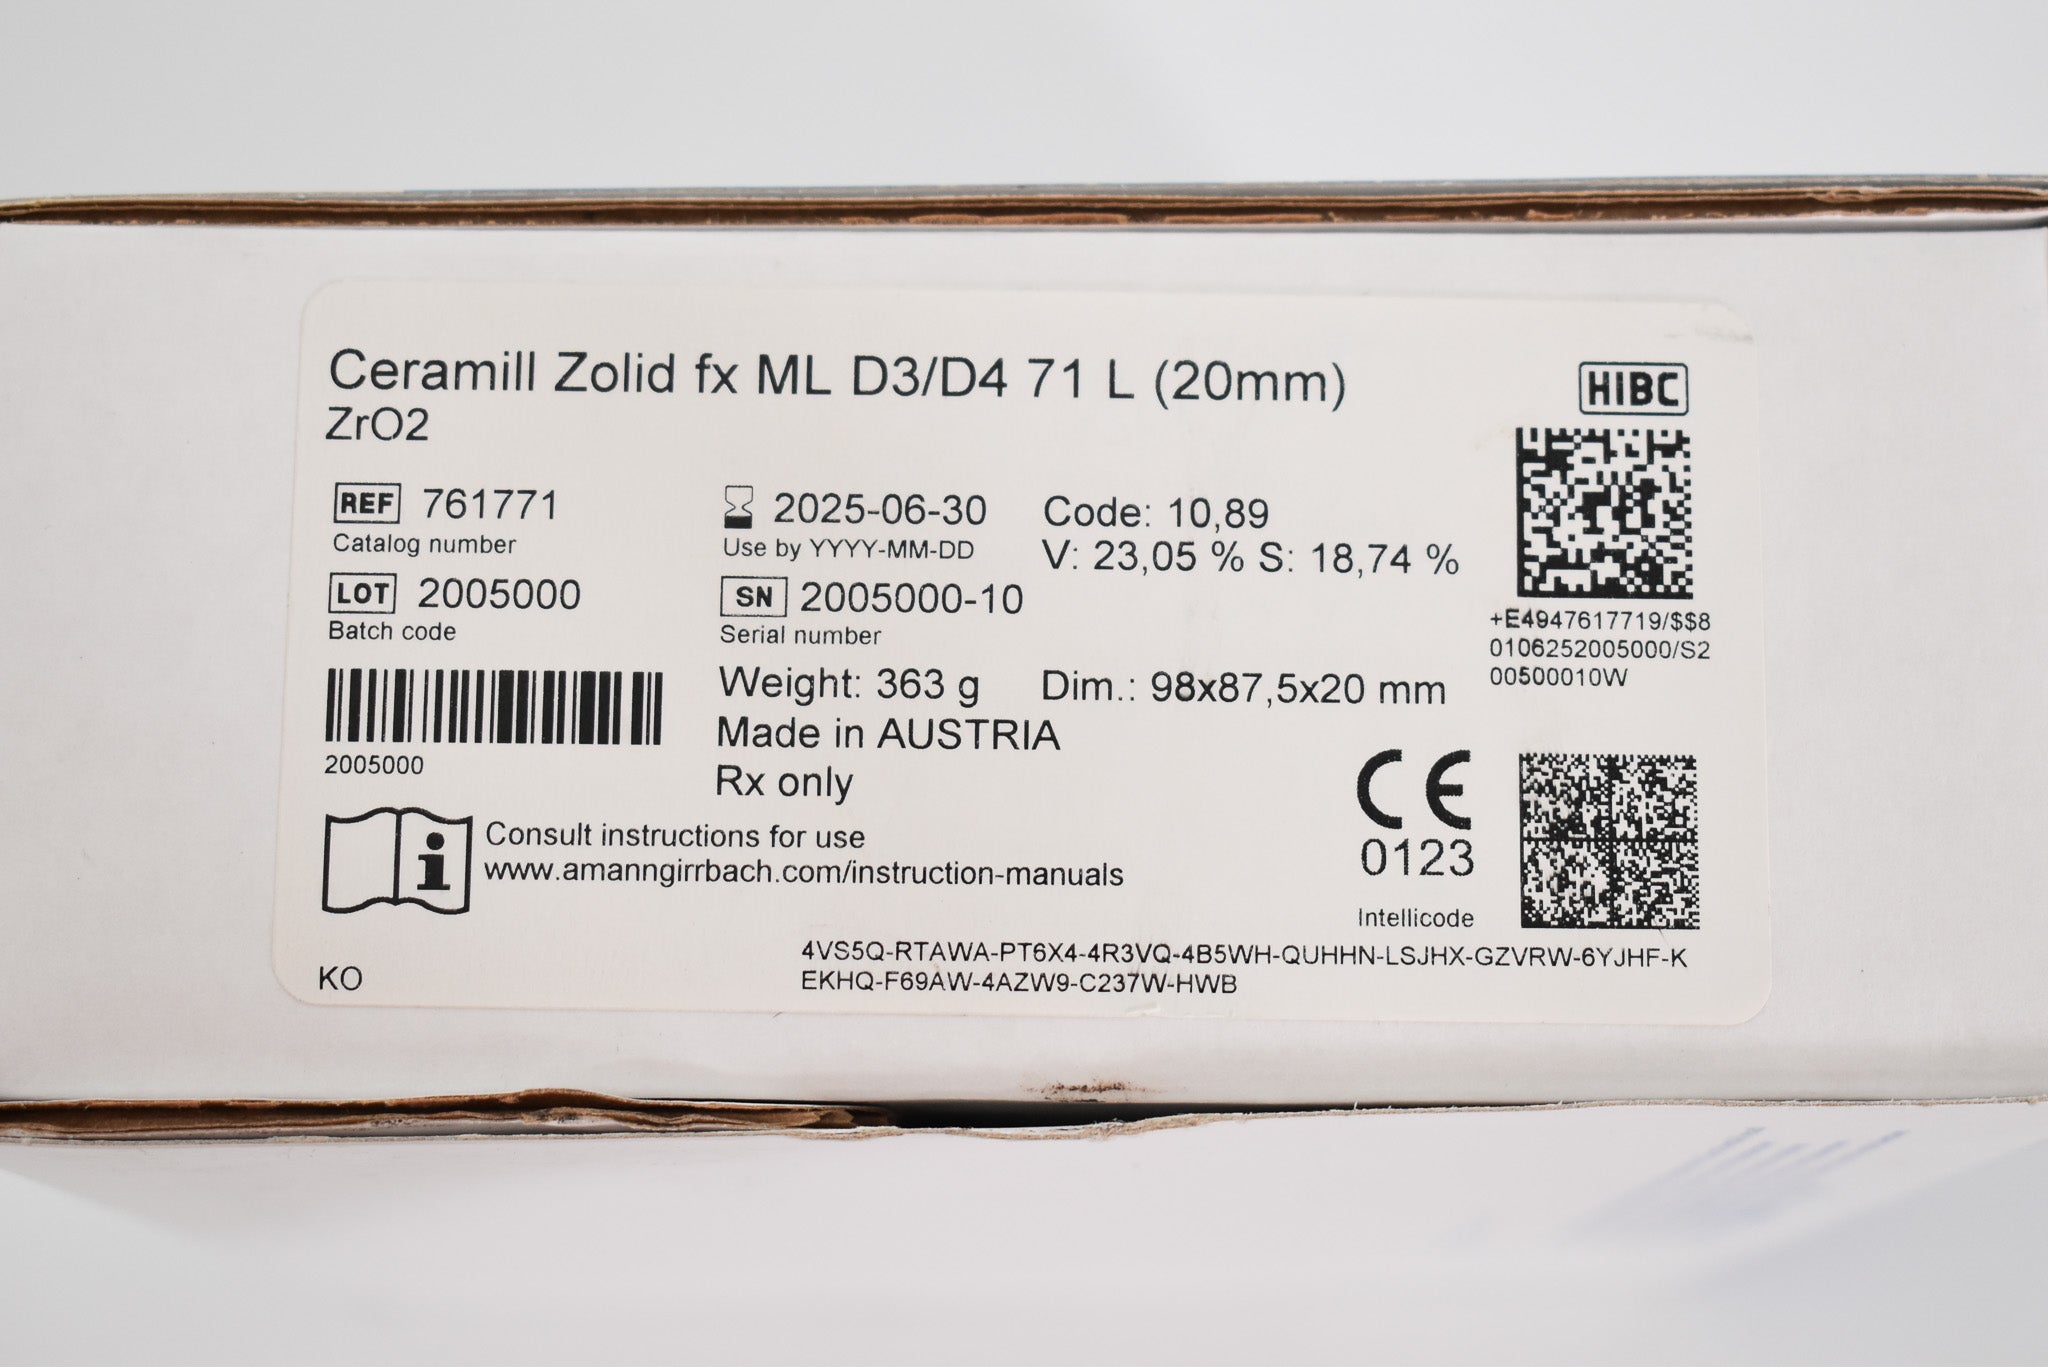 Ceramill Zolid fx ML D3/D4 71 L (20mm)
ZrO2
HIBC
REF 761771
Catalog number
2025-06-30
Use by YYYY-MM-DD
Code: 10,89
V: 23,05 % S: 18,74 %
LOT 2005000
Batch code
SN 2005000-10
Serial number
+E4947617719/$$8
0106252005000/S2
00500010W
2005000
Weight: 363 g Dim.: 98x87,5x20 mm
Made in AUSTRIA
Rx only
Consult instructions for use
www.amanngirrbach.com/instruction-manuals
CE
0123
Intellicode
4VS5Q-RTAWA-PT6X4-4R3VQ-4B5WH-QUHHN-LSJHX-GZVRW-6YJHF-K
EKHQ-F69AW-4AZW9-C237W-HWB
KO